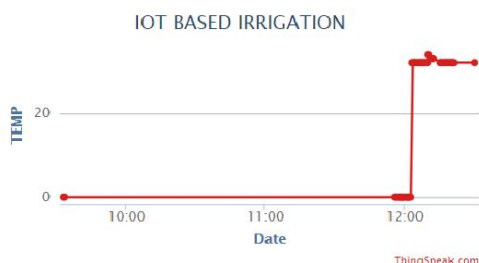 IOT BASED IRRIGATION
TEMP
20
0
10:00 11:00 12:00
Date
ThingSpeak.com